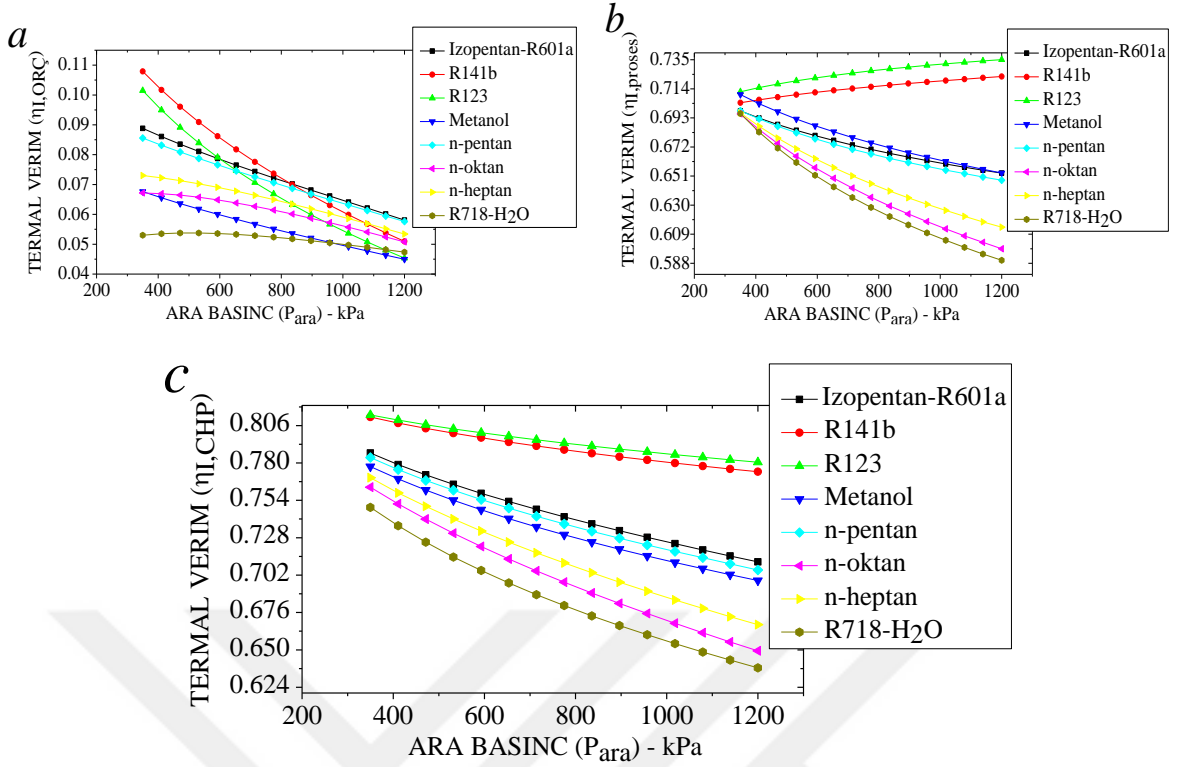 a
TERMAL VERIM (ηI,ORÇ)
0.11
0.10
0.09
0.08
0.07
0.06
0.05
0.04
200 400 600 800 1000 1200
ARA BASINC (Para) - kPa
Izopentan-R601a
R141b
R123
Metanol
n-pentan
n-oktan
n-heptan
R718-H2O
b
TERMAL VERIM (ηI,proses)
0.735
0.714
0.693
0.672
0.651
0.630
0.609
0.588
200 400 600 800 1000 1200
ARA BASINC (Para) - kPa
Izopentan-R601a
R141b
R123
Metanol
n-pentan
n-oktan
n-heptan
R718-H2O
c
TERMAL VERIM (ηI,CHP)
0.806
0.780
0.754
0.728
0.702
0.676
0.650
0.624
200 400 600 800 1000 1200
ARA BASINC (Para) - kPa
Izopentan-R601a
R141b
R123
Metanol
n-pentan
n-oktan
n-heptan
R718-H2O